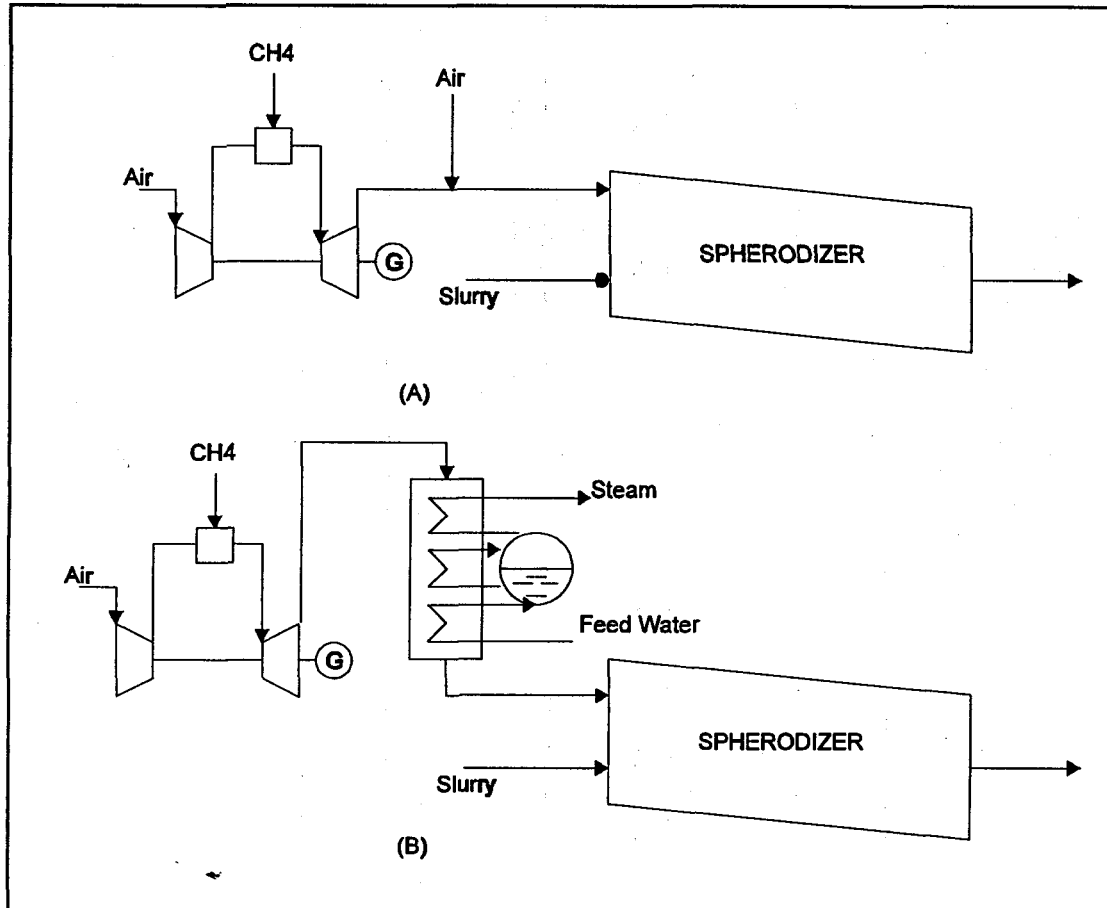 CH4
Air
Air
G
SPHERODIZER
Slurry
(A)
CH4
Steam
Air
Feed Water
G
SPHERODIZER
Slurry
(B)